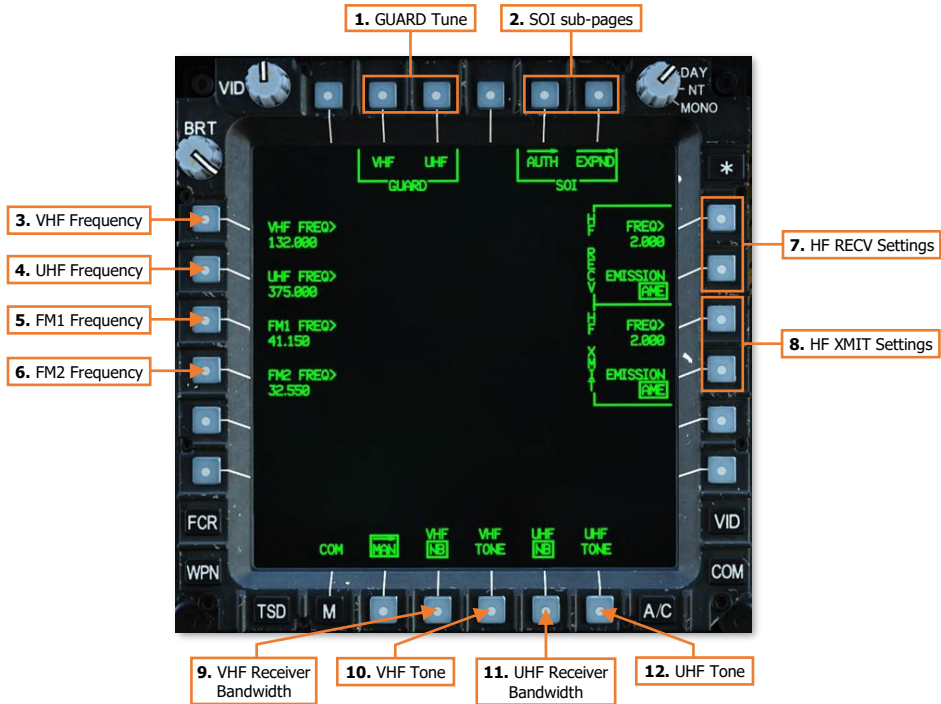 1. GUARD Tune
2. SOI sub-pages
VID
DAY
NT
MONO
BRT
*
VHF UHF
GUARD
AUTH EXPND
SOI
3. VHF Frequency
VHF FREQ>
132.000
HF RECV
FREQ>
2.000
7. HF RECV Settings
4. UHF Frequency
UHF FREQ>
375.000
EMISSION
AME
5. FM1 Frequency
FM1 FREQ>
41.150
HF XMIT
FREQ>
2.000
8. HF XMIT Settings
6. FM2 Frequency
FM2 FREQ>
32.550
EMISSION
AME
FCR
VID
COM
MAN
VHF
NB
VHF
TONE
UHF
NB
UHF
TONE
WPN
COM
TSD
M
A/C
9. VHF Receiver
Bandwidth
10. VHF Tone
11. UHF Receiver
Bandwidth
12. UHF Tone